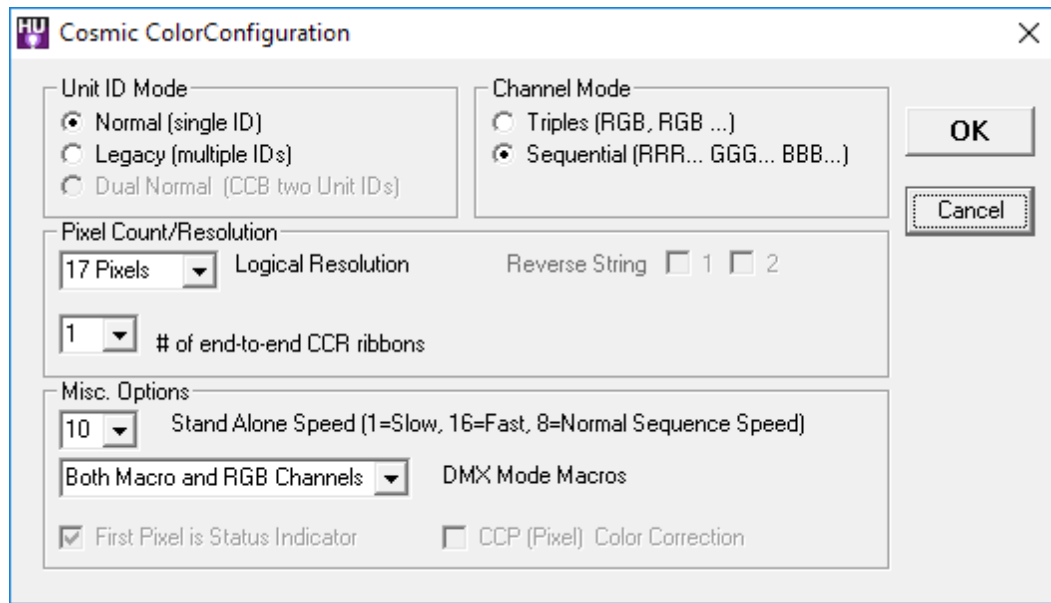 HU Cosmic ColorConfiguration
Unit ID Mode
Normal (single ID)
Legacy (multiple IDs)
Dual Normal (CCB two Unit IDs)
Channel Mode
Triples (RGB, RGB ...)
Sequential (RRR... GGG... BBB...)
OK
Cancel
Pixel Count/Resolution
17 Pixels Logical Resolution Reverse String 1 2
1 # of end-to-end CCR ribbons
Misc. Options
10 Stand Alone Speed (1=Slow, 16=Fast, 8=Normal Sequence Speed)
Both Macro and RGB Channels DMX Mode Macros
First Pixel is Status Indicator CCP (Pixel) Color Correction